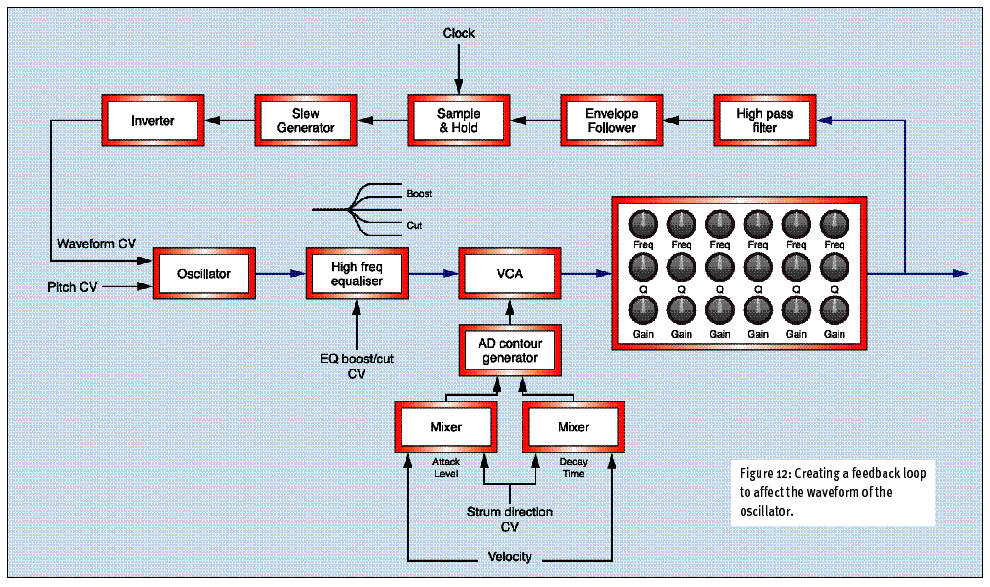 Clock
Inverter
Slew
Generator
Sample
& Hold
Envelope
Follower
High pass
filter
Boost
Cut
Waveform CV
Pitch CV
Oscillator
High freq
equaliser
VCA
Freq Freq Freq Freq Freq Freq
Q Q Q Q Q Q
Gain Gain Gain Gain Gain Gain
EQ boost/cut
CV
AD contour
generator
Mixer
Mixer
Attack
Level
Decay
Time
Strum direction
CV
Velocity
Figure 12: Creating a feedback loop
to affect the waveform of the
oscillator.